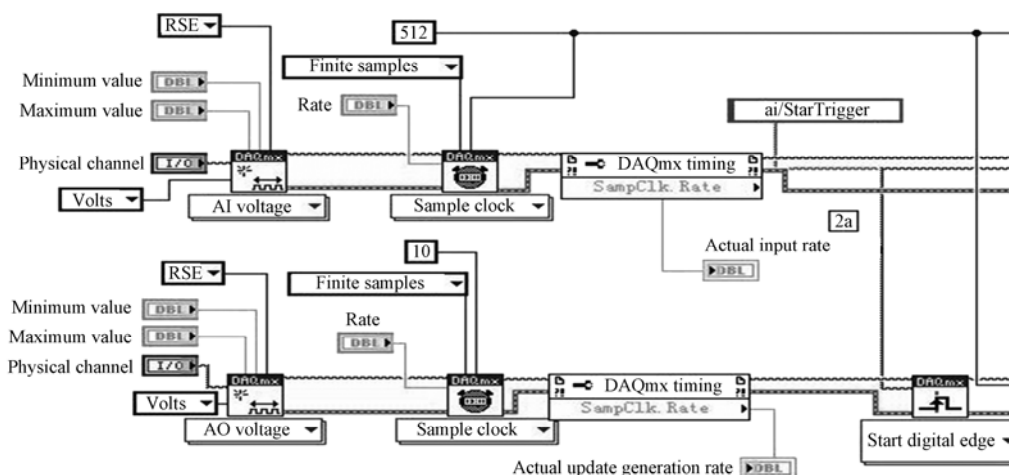 RSE
512
Finite samples
Minimum value
DBL
Maximum value
DBL
Rate
DBL
ai/StarTrigger
Physical channel
I/O
DAQmx
DAQmx
DAQmx timing
SampClk.Rate
Volts
AI voltage
Sample clock
2a
Actual input rate
DBL
10
RSE
Finite samples
Minimum value
DBL
Maximum value
DBL
Rate
DBL
Physical channel
I/O
DAQmx
DAQmx
DAQmx timing
SampClk.Rate
DAQmx
Volts
AO voltage
Sample clock
Start digital edge
Actual update generation rate
DBL